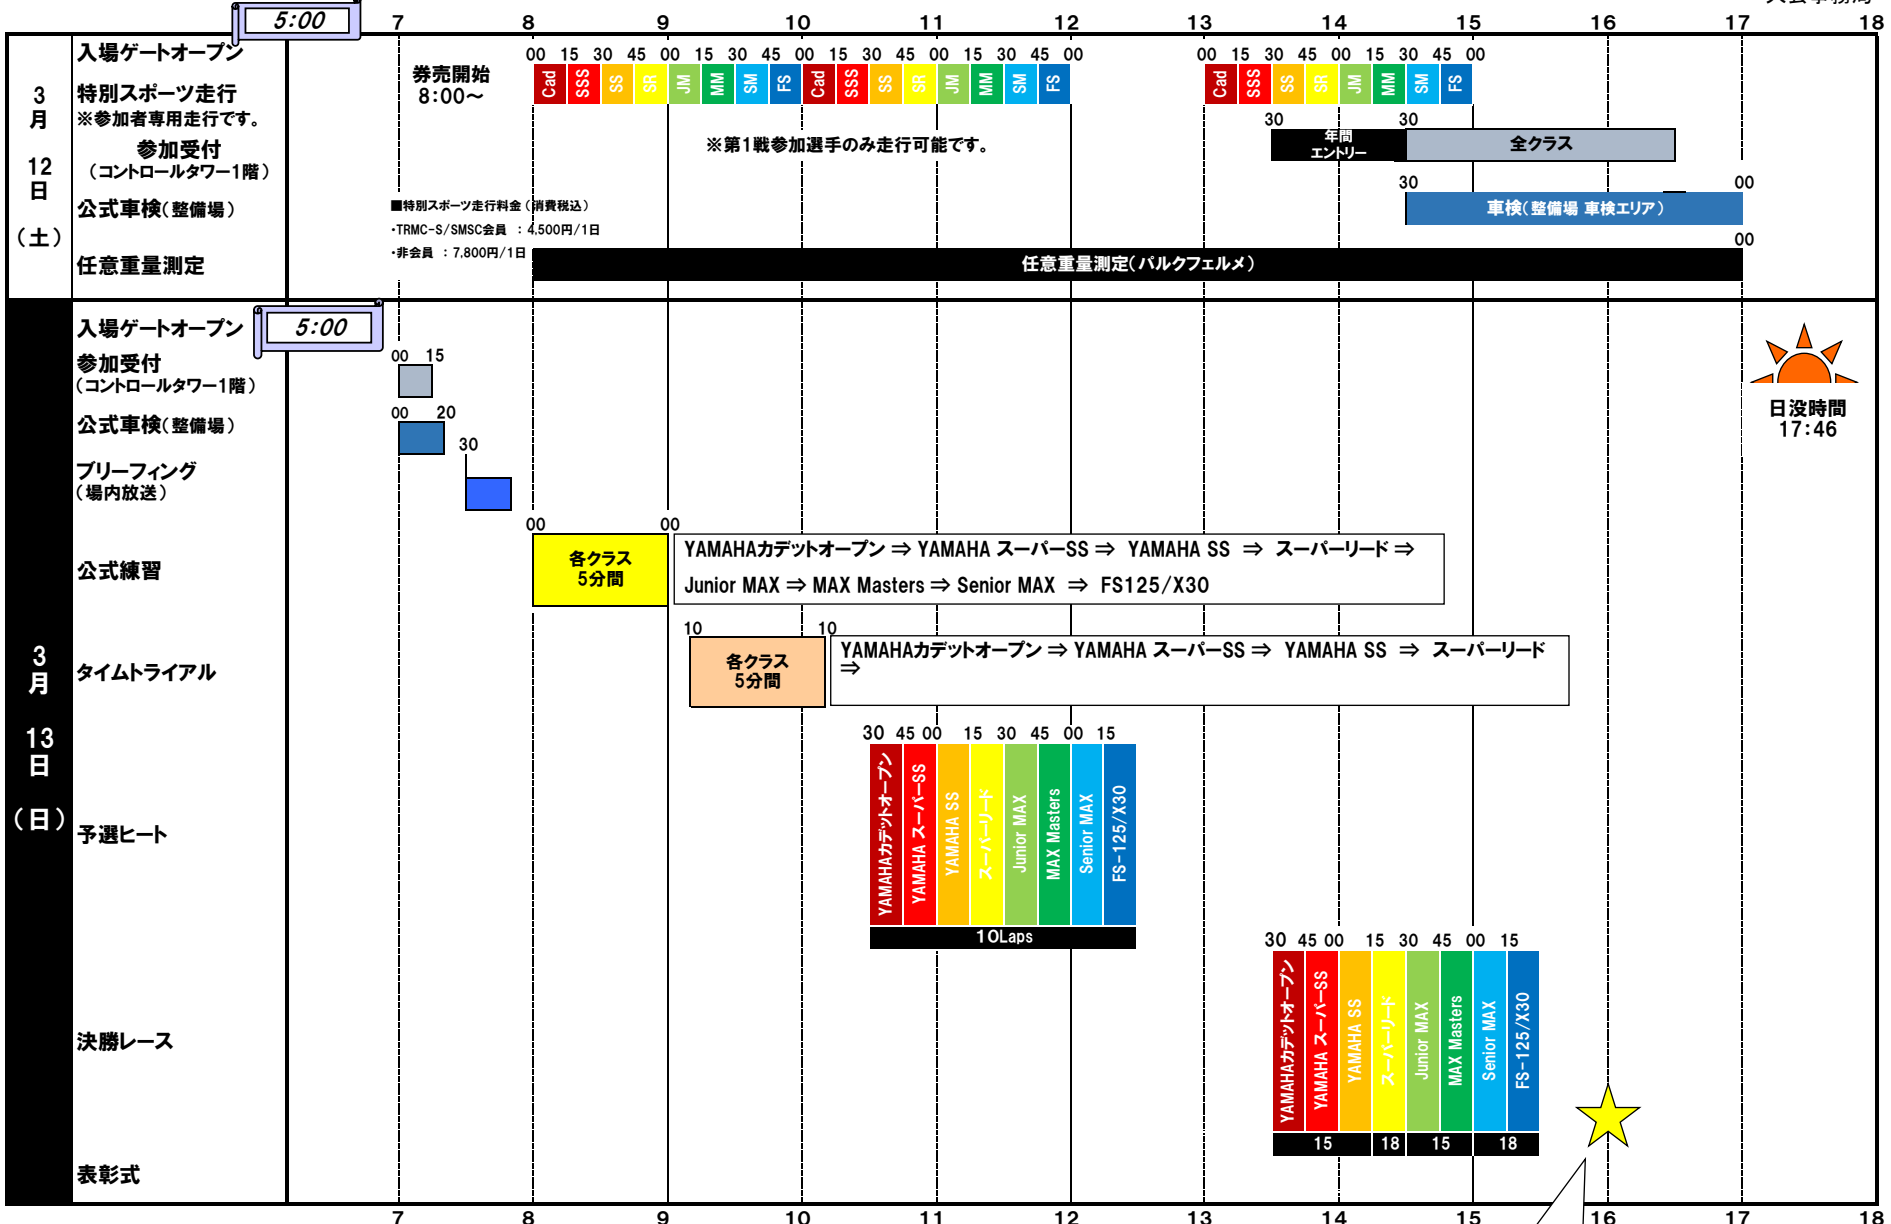 5:00
7 8 9 10 11 12 13 14 15 16 17 18
3月12日（土）
入場ゲートオープン
特別スポーツ走行
※参加者専用走行です。
券売開始
8:00～
00 15 30 45 00 15 30 45 00 15 30 45 00 15 30 45 00
Cad SSS SS SR JM MM SM FS Cad SSS SS SR JM MM SM FS
00 15 30 45 00 15 30 45 00
Cad SSS SS SR JM MM SM FS
※第1戦参加選手のみ走行可能です。
参加受付
（コントロールタワー1階）
30 30
年間
エントリー
全クラス
公式車検（整備場）
30 00
車検（整備場 車検エリア）
■特別スポーツ走行料金（消費税込）
・TRMC-S/SMSC会員 ： 4,500円/1日
・非会員 ： 7,800円/1日
任意重量測定
00
任意重量測定（パルクフェルメ）
3月13日（日）
入場ゲートオープン
5:00
参加受付
（コントロールタワー1階）
00 15
公式車検（整備場）
00 20
ブリーフィング
（場内放送）
30
日没時間
17:46
公式練習
00 00
各クラス
5分間
YAMAHAカデットオープン ⇒ YAMAHA スーパーSS ⇒ YAMAHA SS ⇒ スーパーリード ⇒
Junior MAX ⇒ MAX Masters ⇒ Senior MAX ⇒ FS125/X30
タイムトライアル
10 10
各クラス
5分間
YAMAHAカデットオープン ⇒ YAMAHA スーパーSS ⇒ YAMAHA SS ⇒ スーパーリード
⇒
予選ヒート
30 45 00 15 30 45 00 15
YAMAHAカデットオープン
YAMAHA スーパーSS
YAMAHA SS
スーパーリード
Junior MAX
MAX Masters
Senior MAX
FS-125/X30
10Laps
決勝レース
30 45 00 15 30 45 00 15
YAMAHAカデットオープン
YAMAHA スーパーSS
YAMAHA SS
スーパーリード
Junior MAX
MAX Masters
Senior MAX
FS-125/X30
15 18 15 18
表彰式
7 8 9 10 11 12 13 14 15 16 17 18